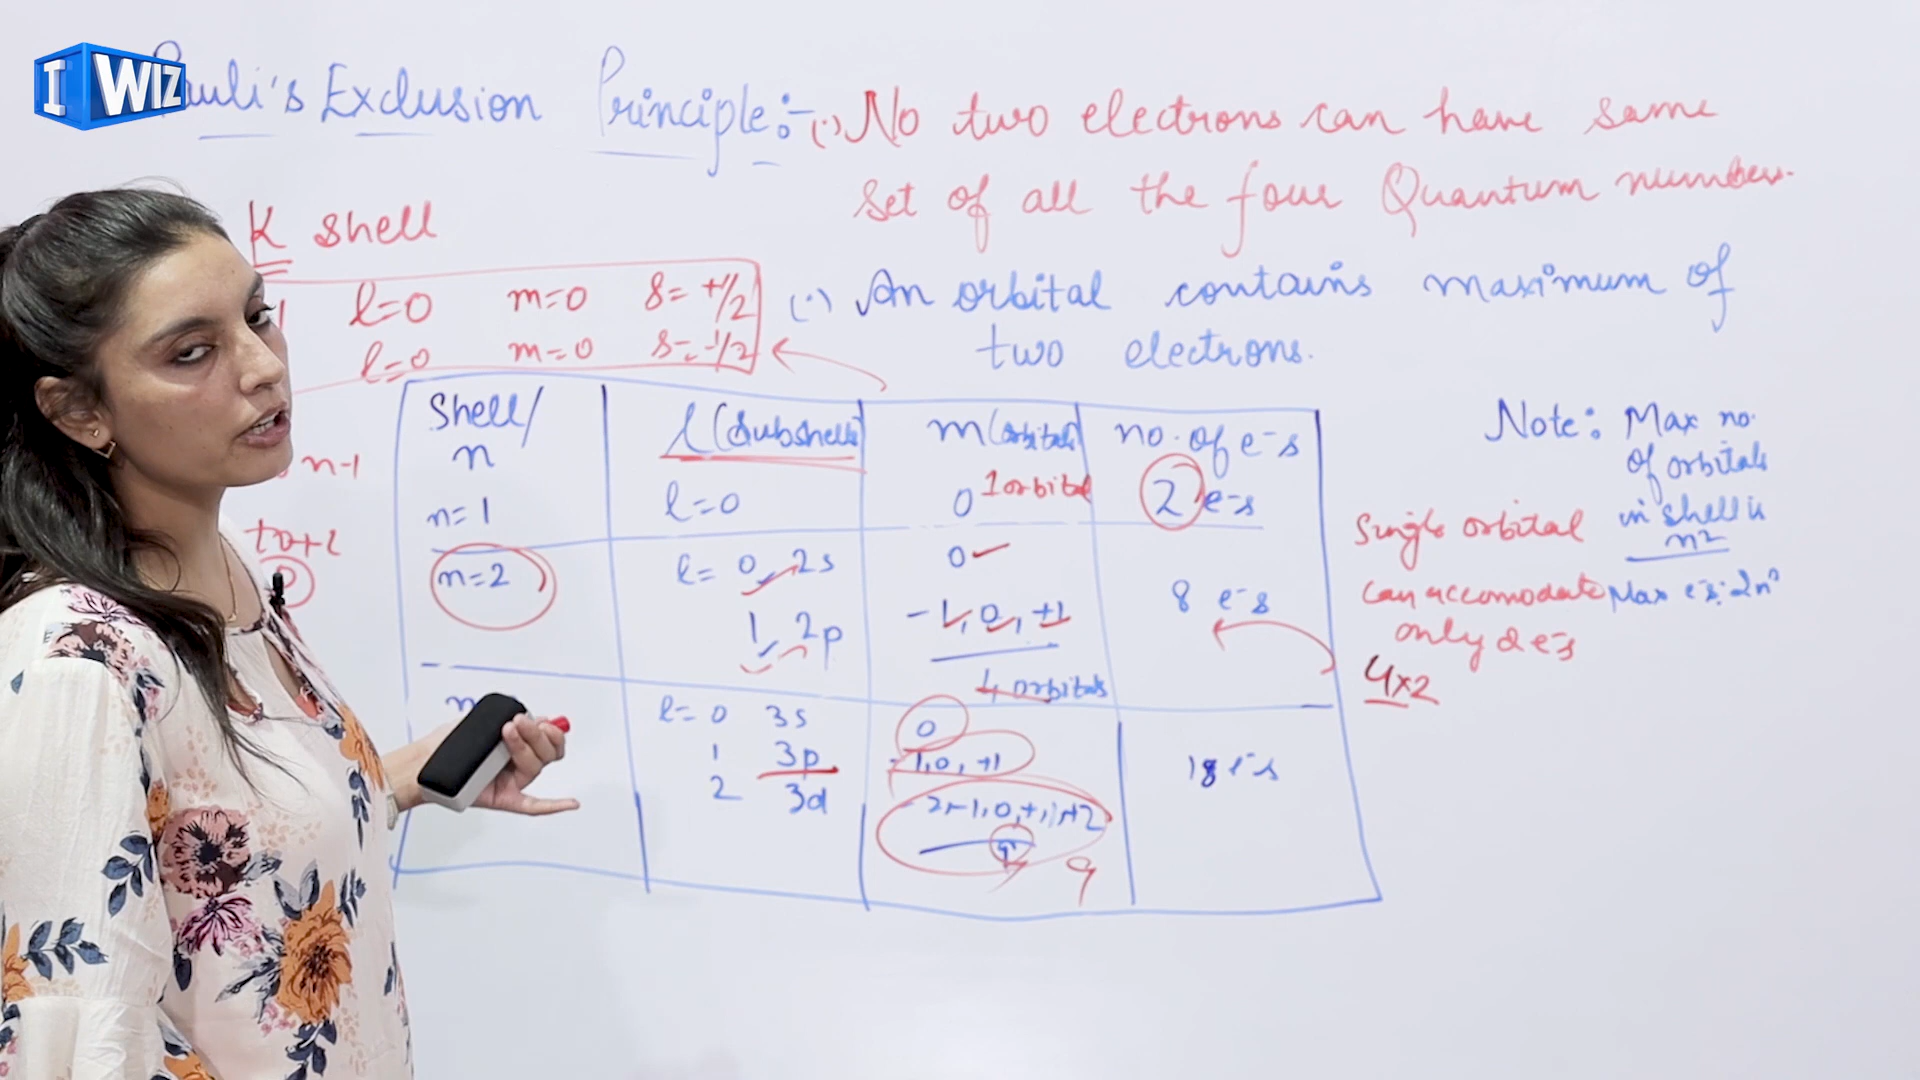 I WIZ
Pauli's Exclusion Principle:- (·) No two electrons can have same
set of all the four Quantum number.
K shell
l=0 m=0 s= +1/2
l=0 m=0 s=-1/2
(·) An orbital contains maximum of
two electrons.
Shell/
n
l (Subshell)
m (orbital)
no. of e-s
n=1
l=0
0 1 orbital
2 e-s
n=2
l= 0, 2s
1, 2p
0
-1, 0, +1
4 orbitals
8 e-s
n
l= 0 3s
1 3p
2 3d
0
-1, 0, +1
-2, -1, 0, +1, +2
9
9
18 e-s
n-1
to+l
0
Single orbital
can accomodate
only 2 e-s
4x2
Note: Max no.
of orbitals
in shell is
n²
Max e-s: 2n²